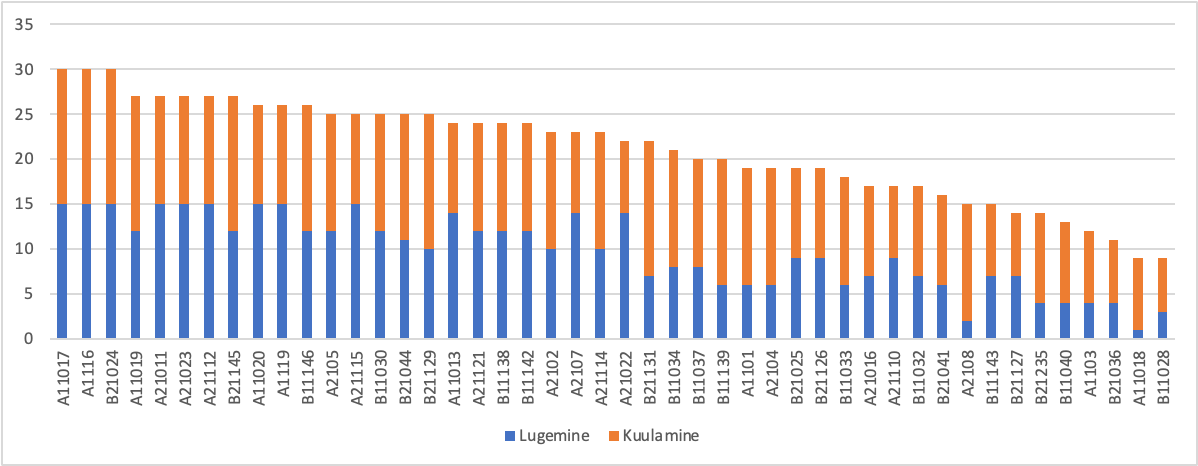 35
30
25
20
15
10
5
0
A11017
A1116
B21024
A11019
A21011
A21023
A21112
B21145
A11020
A1119
B11146
A2105
A2115
B11030
B21044
B21129
A11013
A21121
B11138
B11142
A2102
A2107
A21114
A21022
B21131
B11034
B11037
B11139
A1101
A2104
B21025
B21126
B11033
A21016
A21110
B11032
B21041
A2108
B11143
B21127
B21235
B11040
A1103
B21036
A11018
B11028
Lugemine Kuulamine